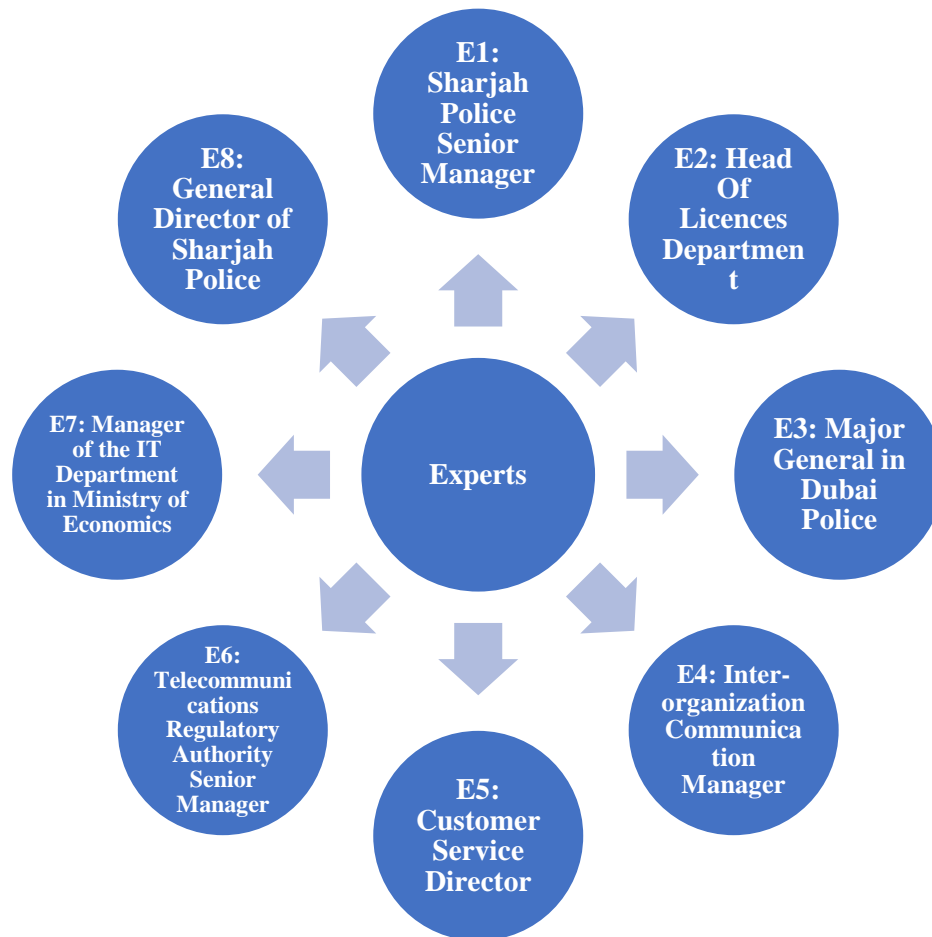 E1:
Sharjah
Police
Senior
Manager
E2: Head
Of
Licences
Departmen
t
E3: Major
General in
Dubai
Police
E4: Inter-
organization
Communica
tion
Manager
E5:
Customer
Service
Director
E6:
Telecommuni
cations
Regulatory
Authority
Senior
Manager
E7: Manager
of the IT
Department
in Ministry of
Economics
E8:
General
Director of
Sharjah
Police
Experts